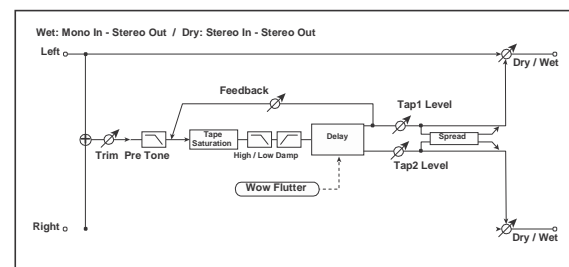 Wet: Mono In - Stereo Out / Dry: Stereo In - Stereo Out
Left
Dry / Wet
Feedback
Tap1 Level
Tape
Saturation
Delay
Spread
Trim
Pre Tone
High / Low Damp
Tap2 Level
Wow Flutter
Right
Dry / Wet